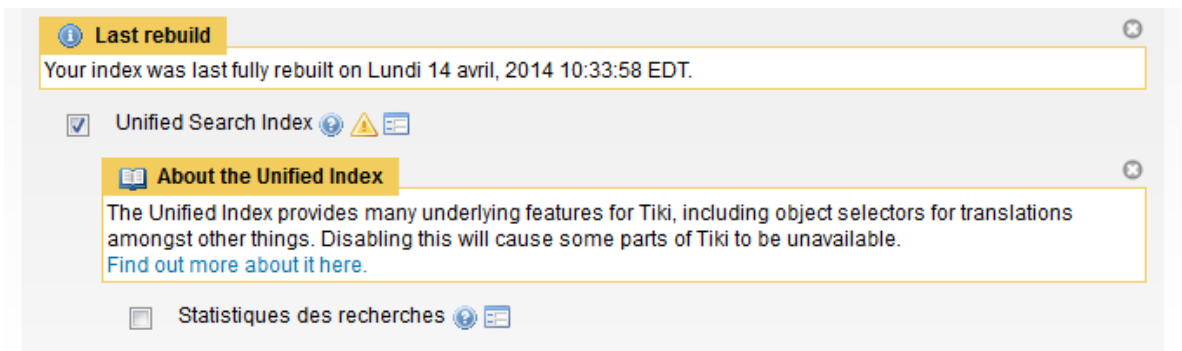 Last rebuild
Your index was last fully rebuilt on Lundi 14 avril, 2014 10:33:58 EDT.
Unified Search Index
About the Unified Index
The Unified Index provides many underlying features for Tiki, including object selectors for translations
amongst other things. Disabling this will cause some parts of Tiki to be unavailable.
Find out more about it here.
Statistiques des recherches